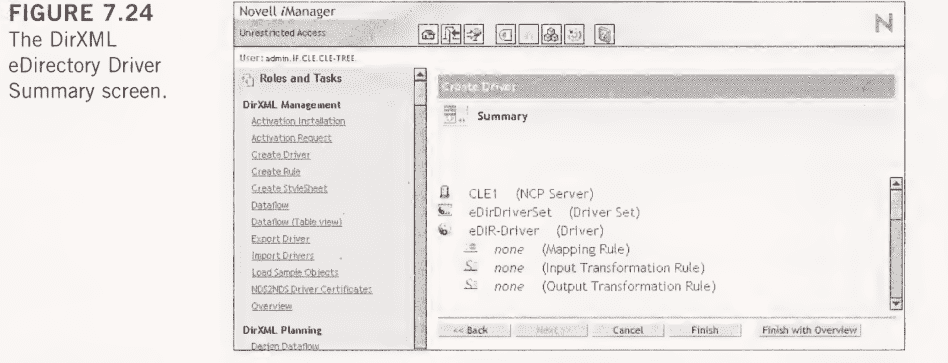 FIGURE 7.24
The DirXML
eDirectory Driver
Summary screen.
Novell iManager
Unrestricted Access
N
User: admin.IF.CLE.CLE-TREE.
Roles and Tasks
DirXML Management
Activation Installation
Activation Request
Create Driver
Create Rule
Create StyleSheet
Dataflow
Dataflow (Table view)
Export Driver
Import Drivers
Load Sample Objects
NDS2NDS Driver Certificates
Overview
DirXML Planning
Design Dataflow
Create Driver
Summary
CLE1 (NCP Server)
eDirDriverSet (Driver Set)
eDIR-Driver (Driver)
none (Mapping Rule)
none (Input Transformation Rule)
none (Output Transformation Rule)
<< Back
Next >>
Cancel
Finish
Finish with Overview